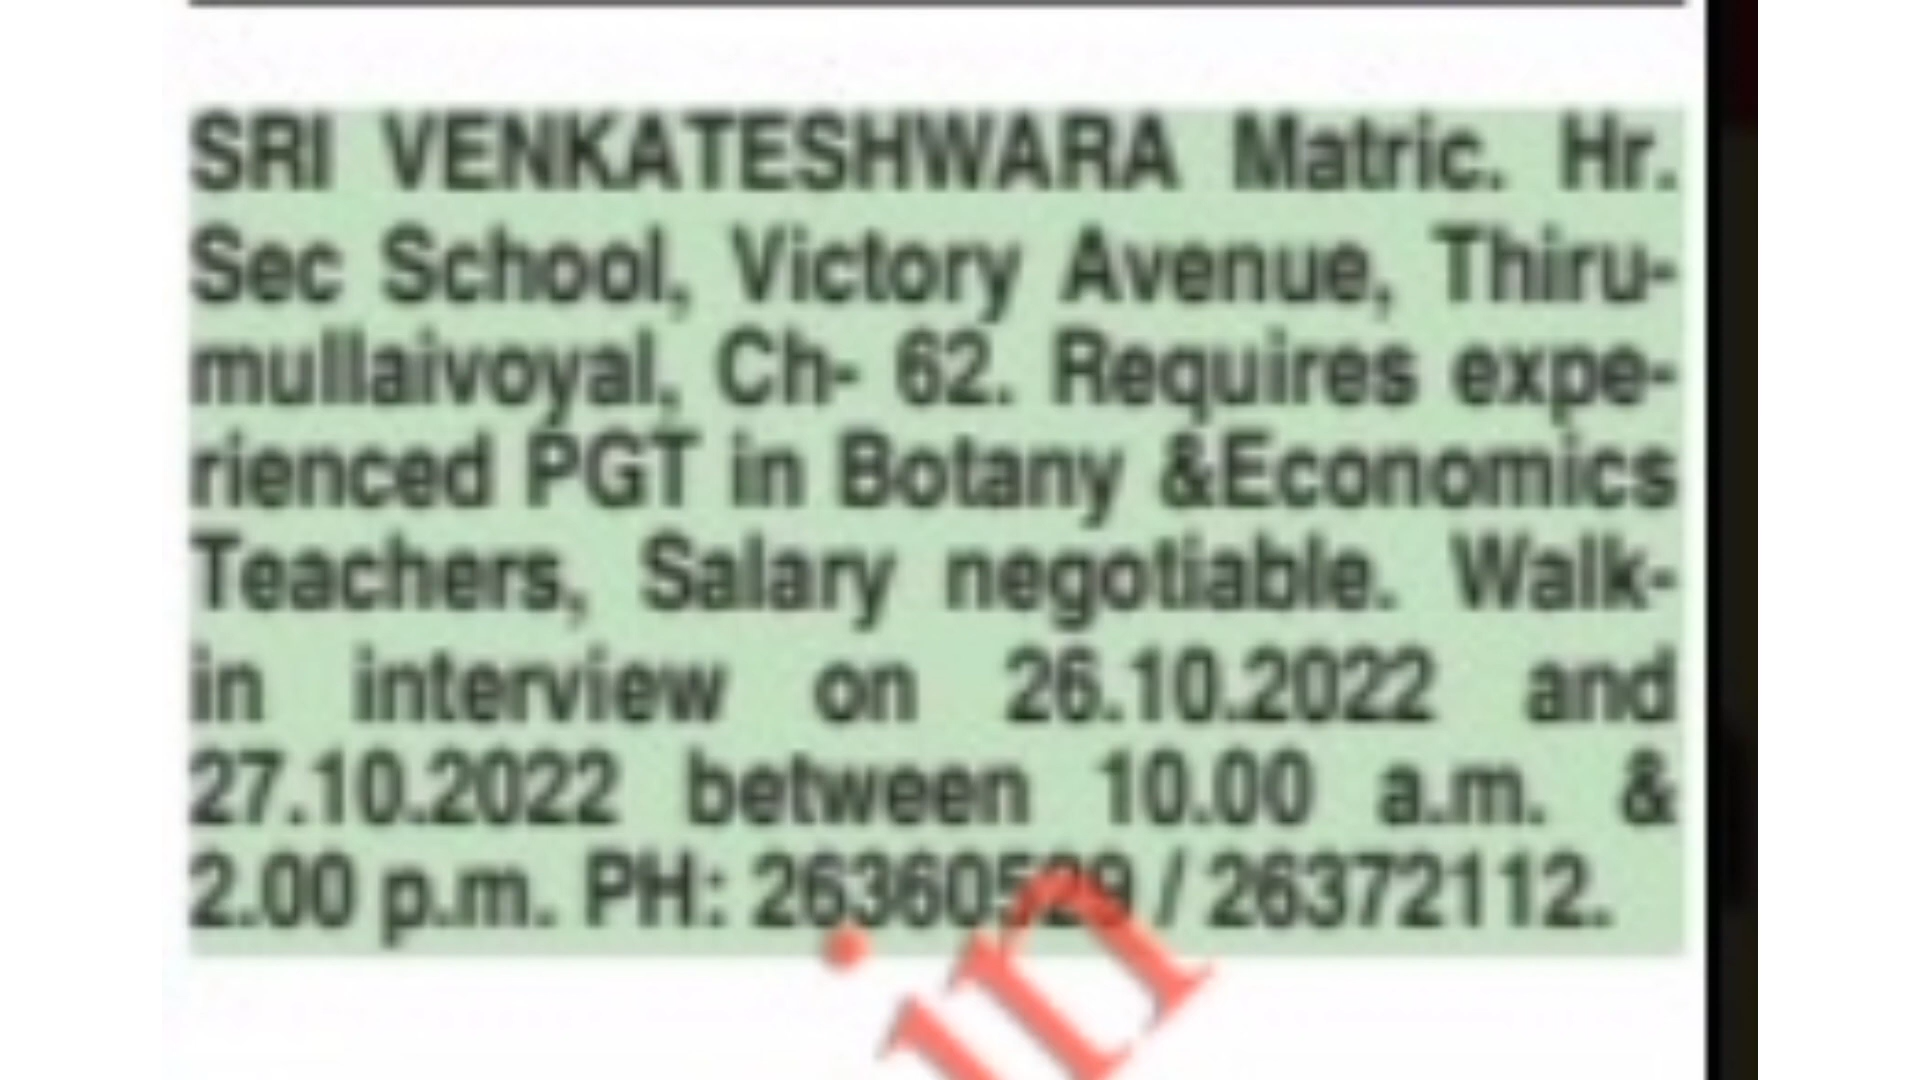 SRI VENKATESHWARA Matric. Hr.
Sec School, Victory Avenue, Thiru-
mullaivoyal, Ch- 62. Requires expe-
rienced PGT in Botany &Economics
Teachers, Salary negotiable. Walk-
in interview on 26.10.2022 and
27.10.2022 between 10.00 a.m. &
2.00 p.m. PH: 26360529 / 26372112.
in